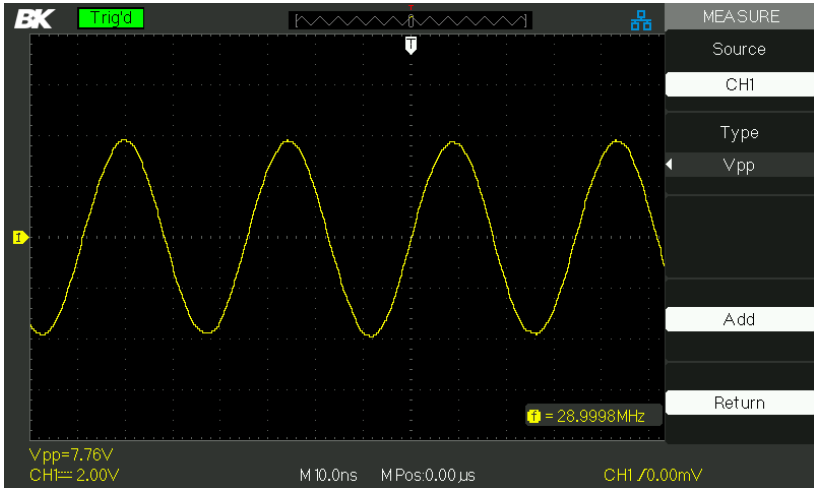 BK Trig'd T MEASURE
Source
T
CH1
Type
Vpp
1
Add
f = 28.9998MHz
Return
Vpp=7.76V
CH1 2.00V M 10.0ns M Pos:0.00µs CH1 0.00mV